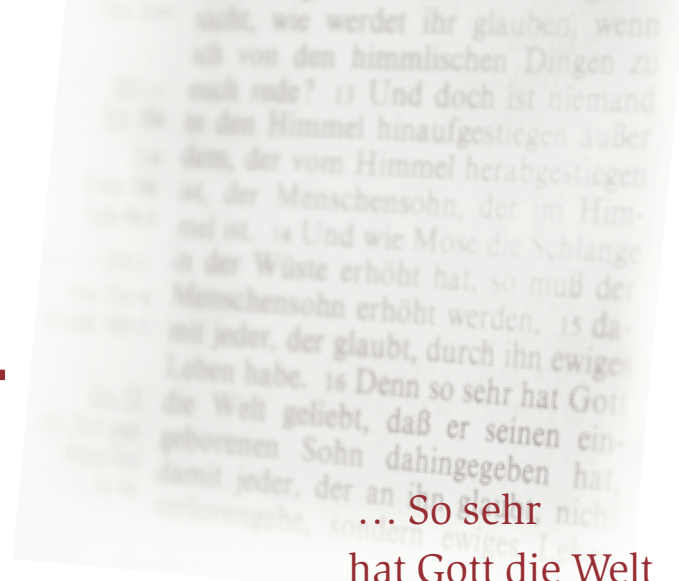 nicht, wie werdet ihr glauben, wenn
ich von den himmlischen Dingen zu
euch rede? 13 Und doch ist niemand
in den Himmel hinaufgestiegen außer
dem, der vom Himmel herabgestiegen
ist, der Menschensohn, der im Him-
mel ist. 14 Und wie Mose die Schlange
in der Wüste erhöht hat, so muß der
Menschensohn erhöht werden, 15 da-
mit jeder, der glaubt, durch ihn ewiges
Leben habe. 16 Denn so sehr hat Gott
die Welt geliebt, daß er seinen ein-
geborenen Sohn dahingegeben hat,
damit jeder, der an ihn glaubt, nicht
verlorengehe, sondern ewiges
… So sehr
hat Gott die Welt